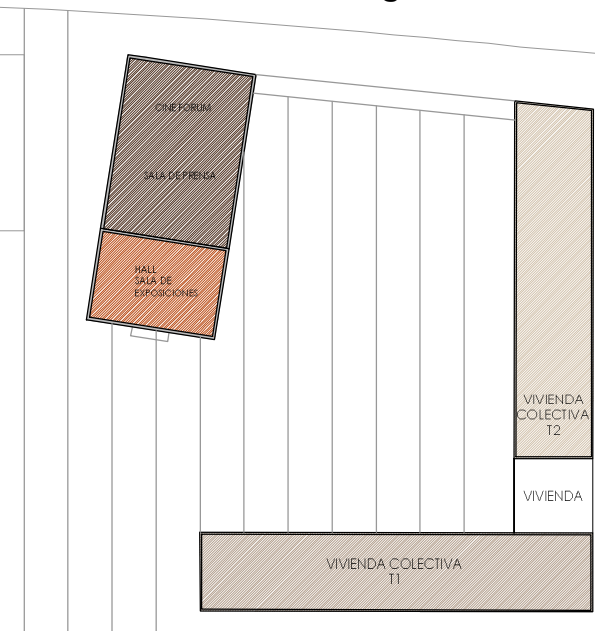 CINE FORUM
SALA DE PRENSA
HALL
SALA DE
EXPOSICIONES
VIVIENDA
COLECTIVA
T2
VIVIENDA
VIVIENDA COLECTIVA
T1